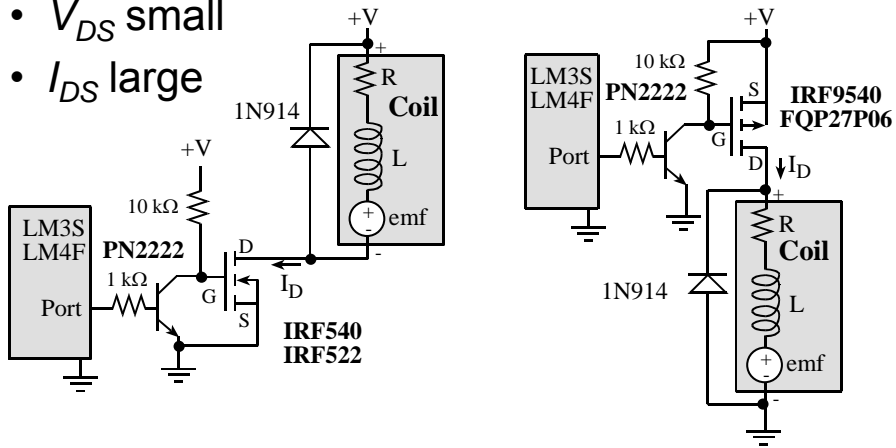 • V_DS small
• I_DS large
+V
+
R
Coil
1N914
L
+
-
emf
-
+V
10 kΩ
LM3S
LM4F
PN2222
1 kΩ
Port
D
G
S
I_D
IRF540
IRF522
+V
10 kΩ
LM3S
LM4F
PN2222
1 kΩ
Port
S
G
D
IRF9540
FQP27P06
I_D
+
R
Coil
1N914
L
+
-
emf
-